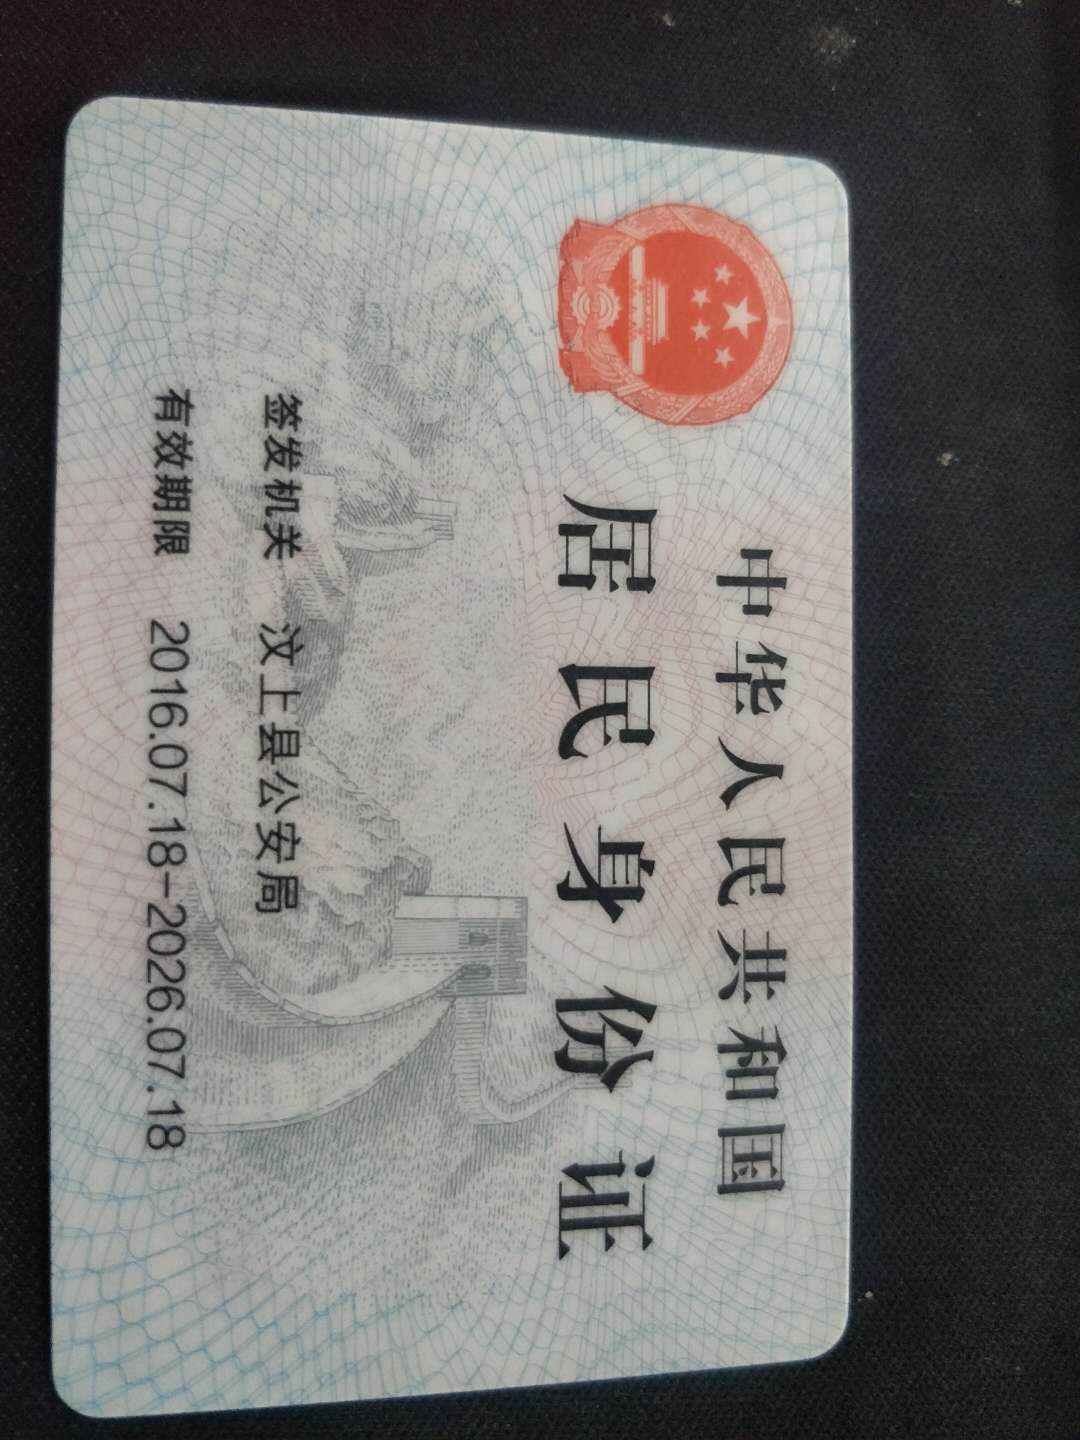 中华人民共和国
居民身份证
签发机关 汶上县公安局
有效期限 2016.07.18-2026.07.18